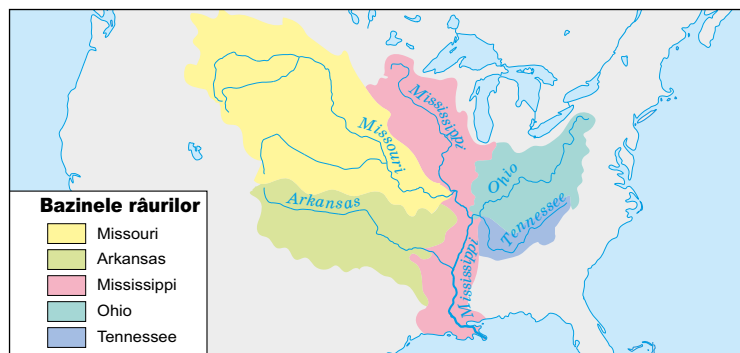 Mississippi
Missouri
Ohio
Arkansas
Tennessee
Mississippi
Bazinele râurilor
Missouri
Arkansas
Mississippi
Ohio
Tennessee